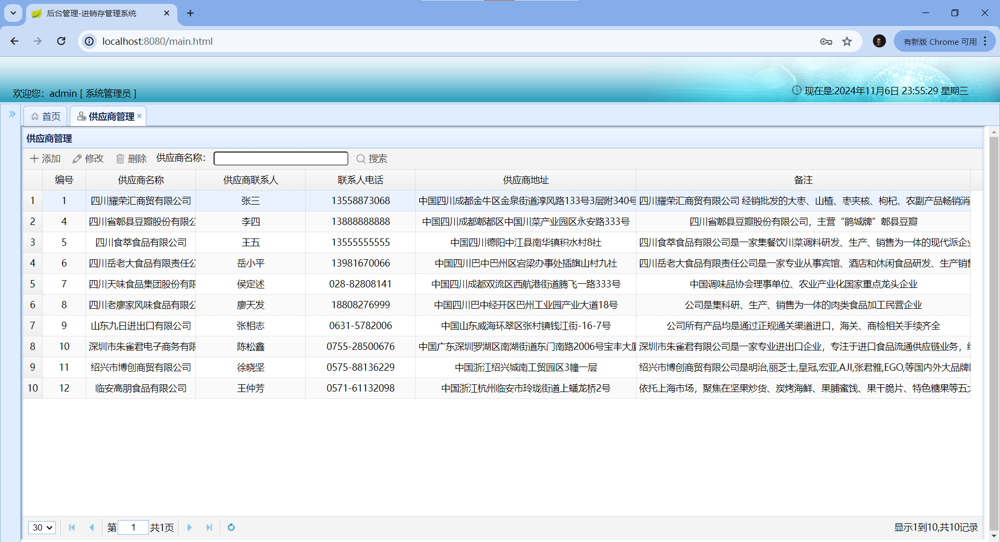 后台管理-进销存管理系统
localhost:8080/main.html
有新版 Chrome 可用
欢迎您：admin [ 系统管理员 ]
现在是:2024年11月6日 23:55:29 星期三
首页
供应商管理
供应商管理
添加 修改 删除 供应商名称： 搜索
编号 供应商名称 供应商联系人 联系人电话 供应商地址 备注
1 1 四川耀荣汇商贸有限公司 张三 13558873068 中国四川成都金牛区金泉街道淳风路133号3层附340号 四川耀荣汇商贸有限公司 经销批发的大枣、山楂、枣夹核、枸杞、农副产品畅销消
2 4 四川省郫县豆瓣股份有限公 李四 13888888888 中国四川成都郫都区中国川菜产业园区永安路333号 四川省郫县豆瓣股份有限公司，主营“鹃城牌”郫县豆瓣
3 5 四川食萃食品有限公司 王五 13555555555 中国四川德阳中江县南华镇积水村8社 四川食萃食品有限公司是一家集餐饮川菜调料研发、生产、销售为一体的现代派企业
4 6 四川岳老大食品有限责任公 岳小平 13981670066 中国四川巴中巴州区宕梁办事处插旗山村九社 四川岳老大食品有限责任公司是一家专业从事宾馆、酒店和休闲食品研发、生产销售
5 7 四川天味食品集团股份有限 侯定述 028-82808141 中国四川成都双流区西航港街道腾飞一路333号 中国调味品协会理事单位、农业产业化国家重点龙头企业
6 8 四川老廖家风味食品有限公 廖天发 18808276999 中国四川巴中经开区巴州工业园产业大道18号 公司是集科研、生产、销售为一体的肉类食品加工民营企业
7 9 山东九日进出口有限公司 张相志 0631-5782006 中国山东威海环翠区张村镇钱江街-16-7号 公司所有产品均是通过正规通关渠道进口，海关、商检相关手续齐全
8 10 深圳市朱雀君电子商务有限 陈松鑫 0755-28500676 中国广东深圳罗湖区南湖街道东门南路2006号宝丰大厦 深圳市朱雀君有限公司是一家专业进出口企业，专注于进口食品流通供应链业务，
9 11 绍兴市博创商贸有限公司 徐晓坚 0575-88136229 中国浙江绍兴城南工贸园区3幢一层 绍兴市博创商贸有限公司是明治,丽芝士,皇冠,宏亚,AJI,张君雅,EGO,等国内外大品牌
10 12 临安高朋食品有限公司 王仲芳 0571-61132098 中国浙江杭州临安市玲珑街道上蟠龙桥2号 依托上海市场，聚焦在坚果炒货、炭烤海鲜、果脯蜜饯、果干脆片、特色糖果等五大
30 第 1 共1页 显示1到10,共10记录